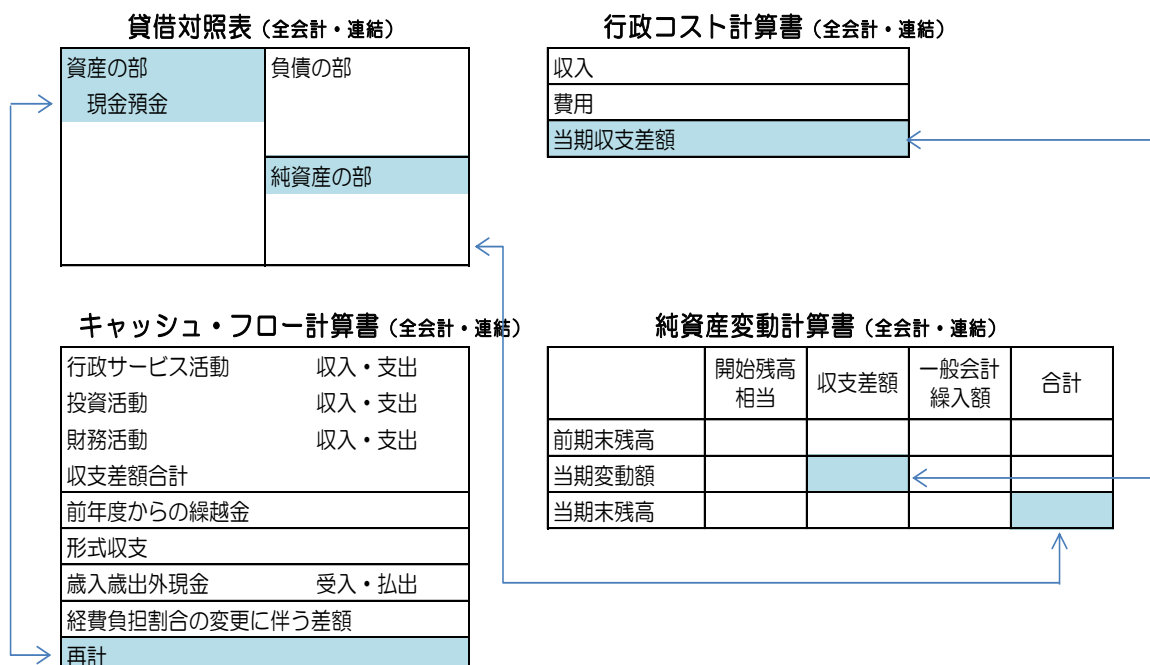 貸借対照表（全会計・連結）
資産の部
現金預金
負債の部
純資産の部
行政コスト計算書（全会計・連結）
収入
費用
当期収支差額
キャッシュ・フロー計算書（全会計・連結）
行政サービス活動 収入・支出
投資活動 収入・支出
財務活動 収入・支出
収支差額合計
前年度からの繰越金
形式収支
歳入歳出外現金 受入・払出
経費負担割合の変更に伴う差額
再計
純資産変動計算書（全会計・連結）
開始残高
相当
収支差額
一般会計
繰入額
合計
前期末残高
当期変動額
当期末残高